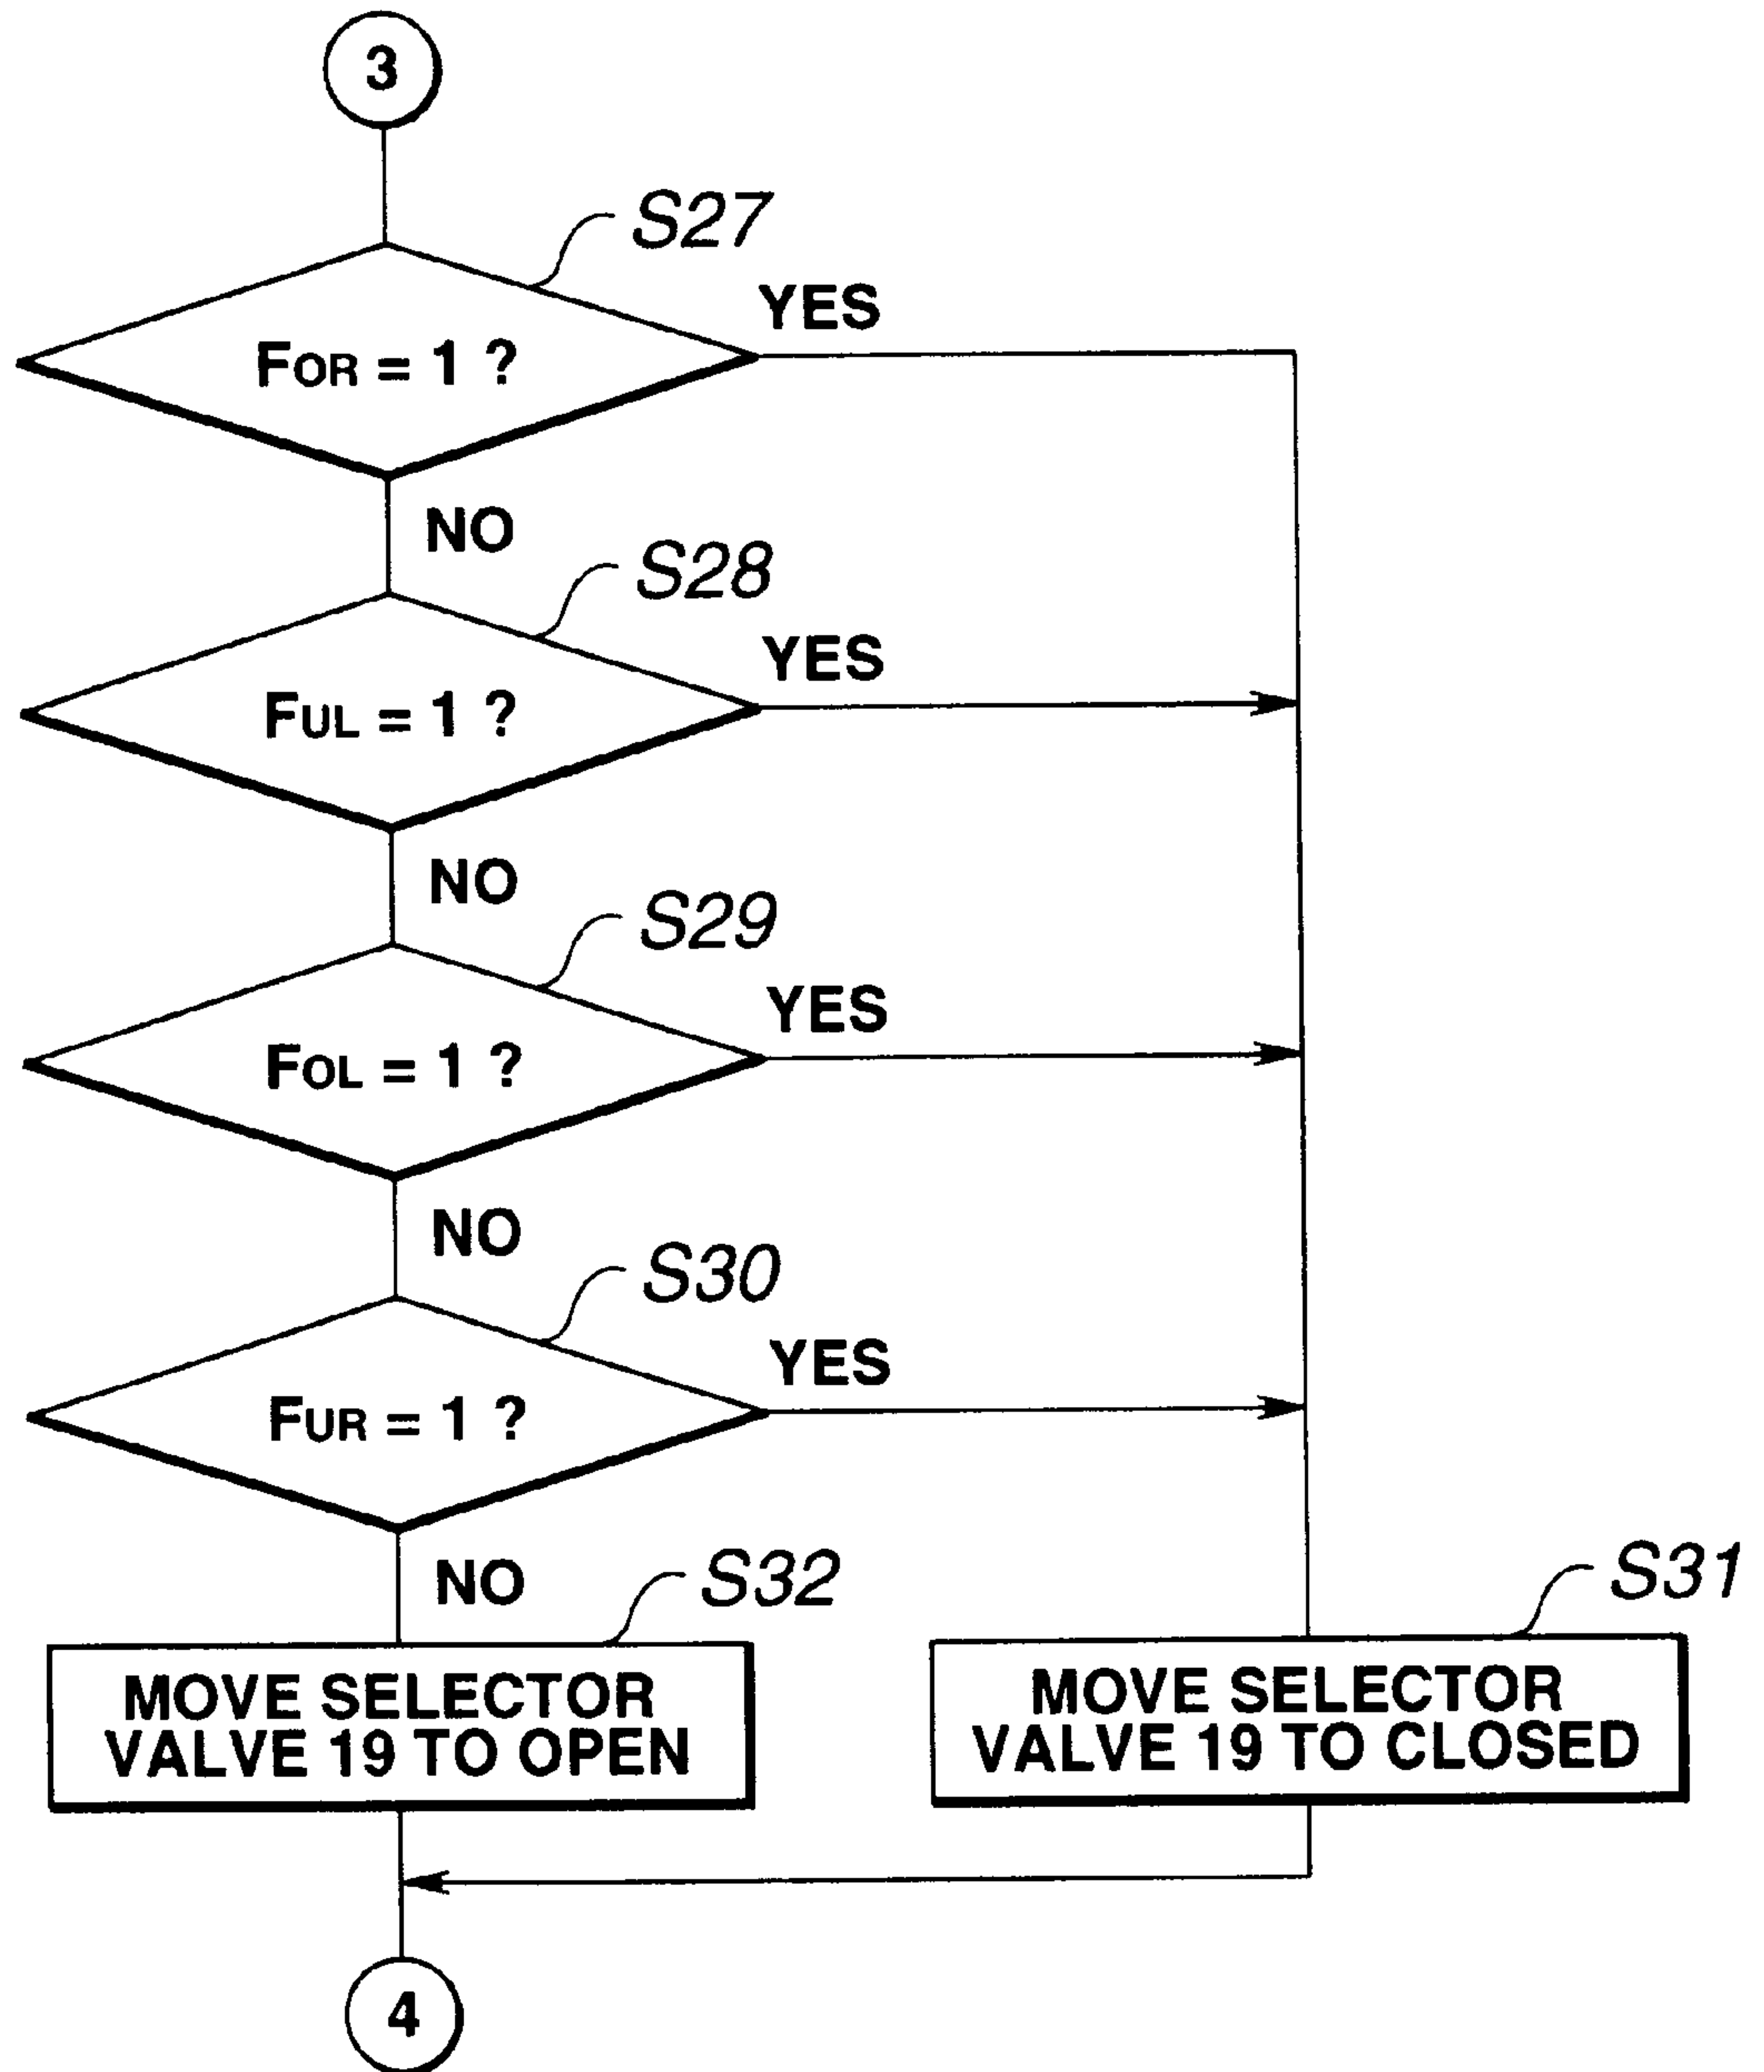 3
S27
YES
FOR = 1 ?
NO
S28
YES
FUL = 1 ?
NO
S29
YES
FOL = 1 ?
NO
S30
YES
FUR = 1 ?
NO
S32
S31
MOVE SELECTOR
VALVE 19 TO OPEN
MOVE SELECTOR
VALVE 19 TO CLOSED
4